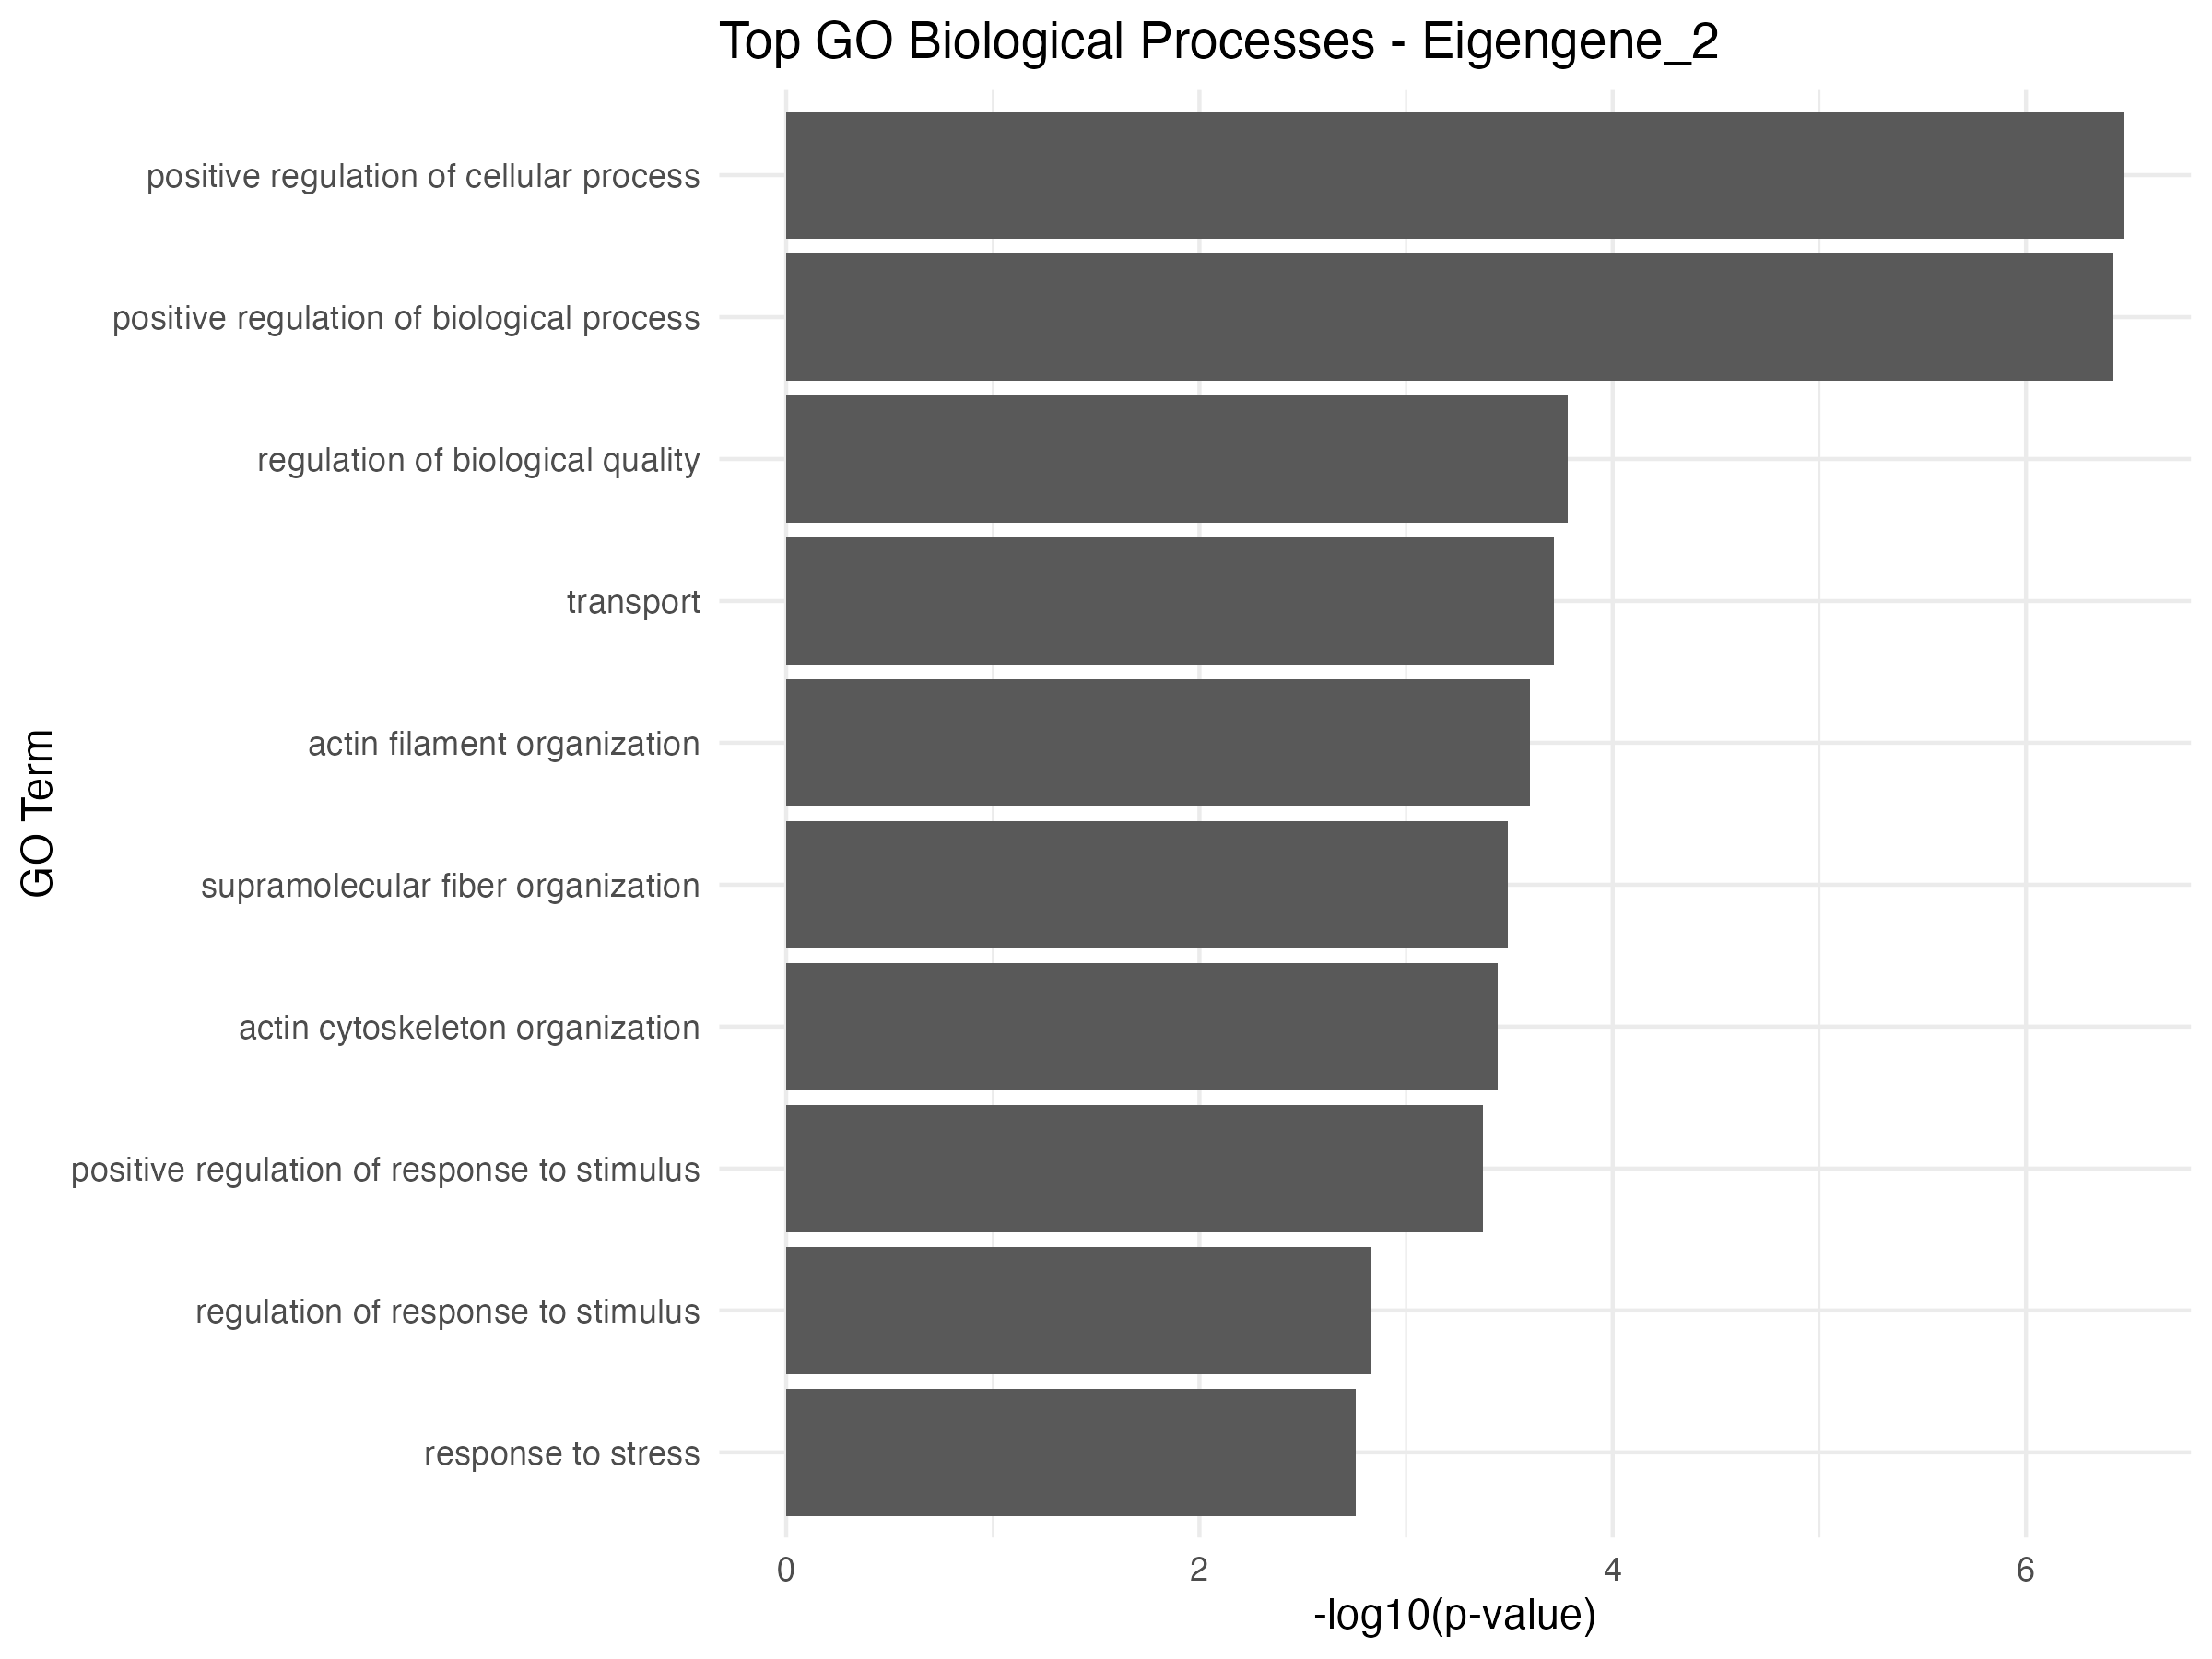 Top GO Biological Processes - Eigengene_2
positive regulation of cellular process
positive regulation of biological process
regulation of biological quality
transport
actin filament organization
supramolecular fiber organization
actin cytoskeleton organization
positive regulation of response to stimulus
regulation of response to stimulus
response to stress
GO Term
0 2 4 6
-log10(p-value)